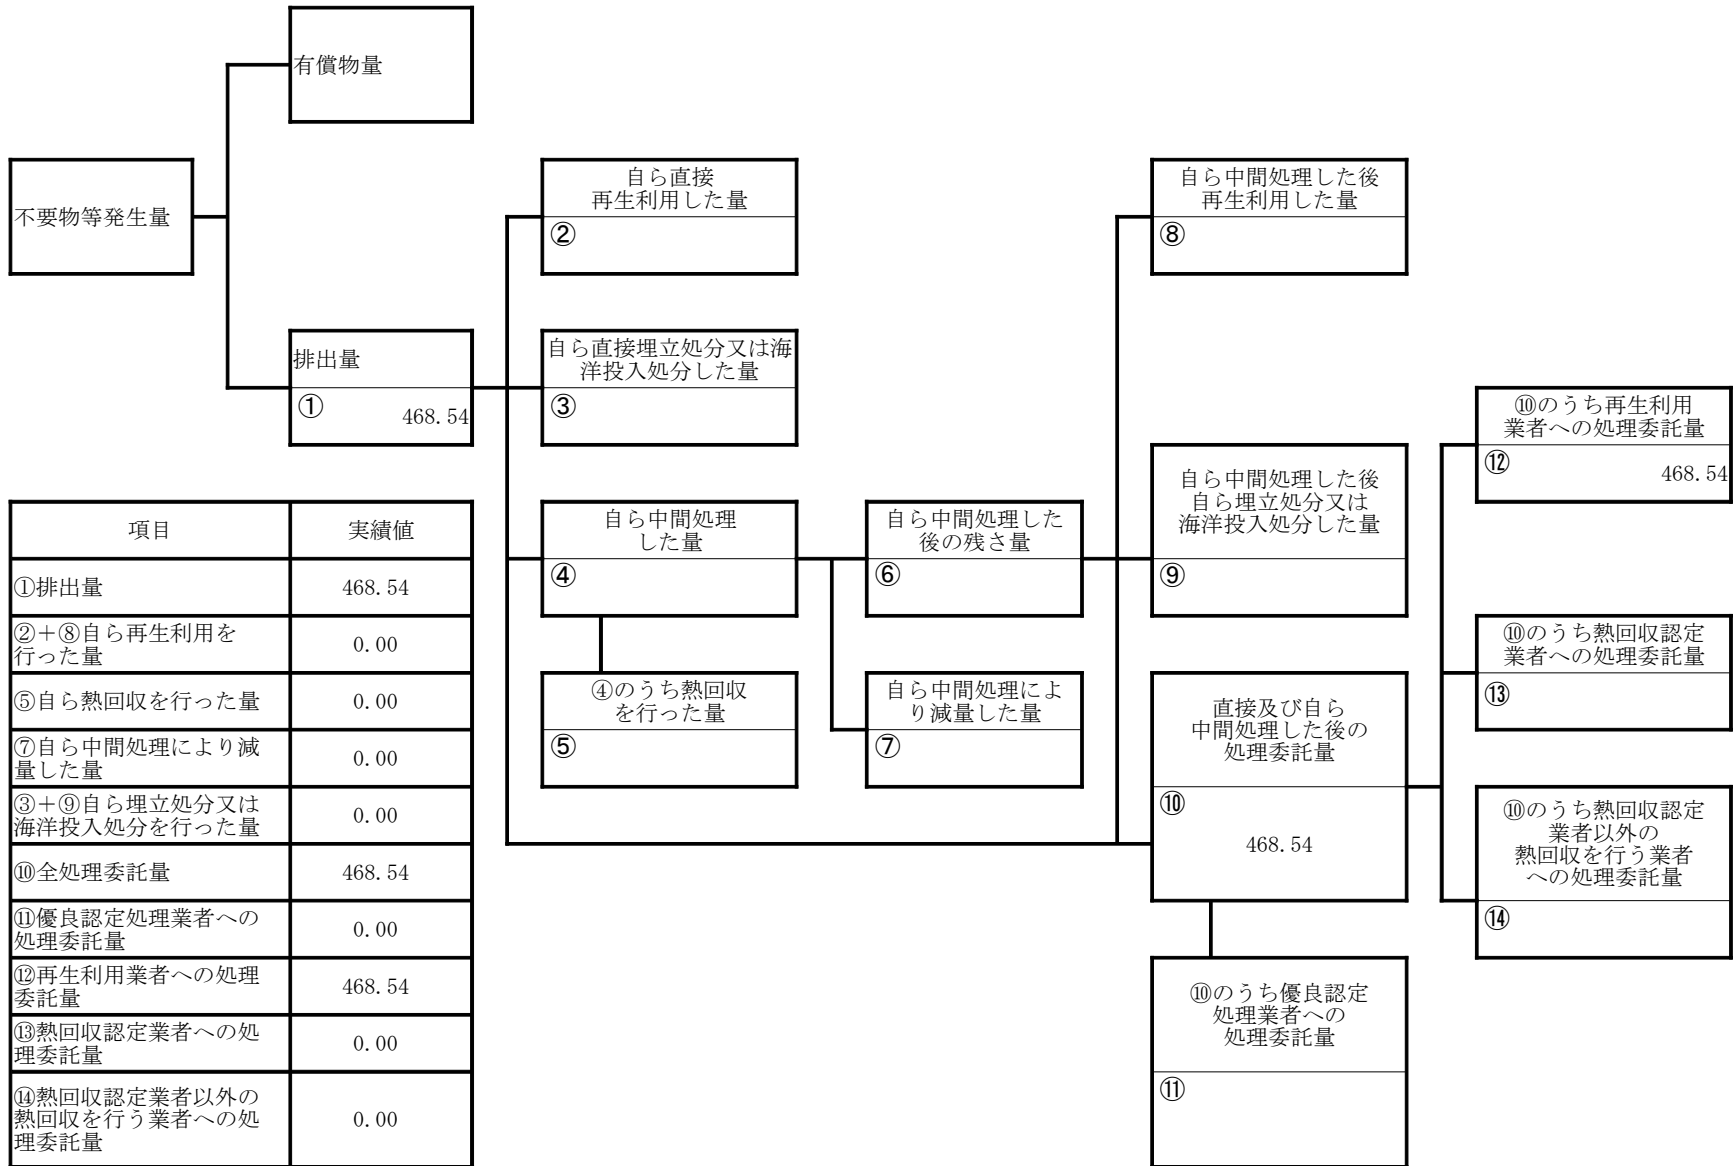 有償物量
不要物等発生量
自ら直接
再生利用した量
②
自ら中間処理した後
再生利用した量
⑧
排出量
① 468.54
自ら直接埋立処分又は海
洋投入処分した量
③
⑩のうち再生利用
業者への処理委託量
⑫ 468.54
自ら中間処理
した量
④
自ら中間処理した
後の残さ量
⑥
自ら中間処理した後
自ら埋立処分又は
海洋投入処分した量
⑨
⑩のうち熱回収認定
業者への処理委託量
⑬
④のうち熱回収
を行った量
⑤
自ら中間処理によ
り減量した量
⑦
直接及び自ら
中間処理した後の
処理委託量
⑩
468.54
⑩のうち熱回収認定
業者以外の
熱回収を行う業者
への処理委託量
⑭
⑩のうち優良認定
処理業者への
処理委託量
⑪
項目 実績値
①排出量 468.54
②＋⑧自ら再生利用を
行った量 0.00
⑤自ら熱回収を行った量 0.00
⑦自ら中間処理により減
量した量 0.00
③＋⑨自ら埋立処分又は
海洋投入処分を行った量 0.00
⑩全処理委託量 468.54
⑪優良認定処理業者への
処理委託量 0.00
⑫再生利用業者への処理
委託量 468.54
⑬熱回収認定業者への処
理委託量 0.00
⑭熱回収認定業者以外の
熱回収を行う業者への処
理委託量 0.00